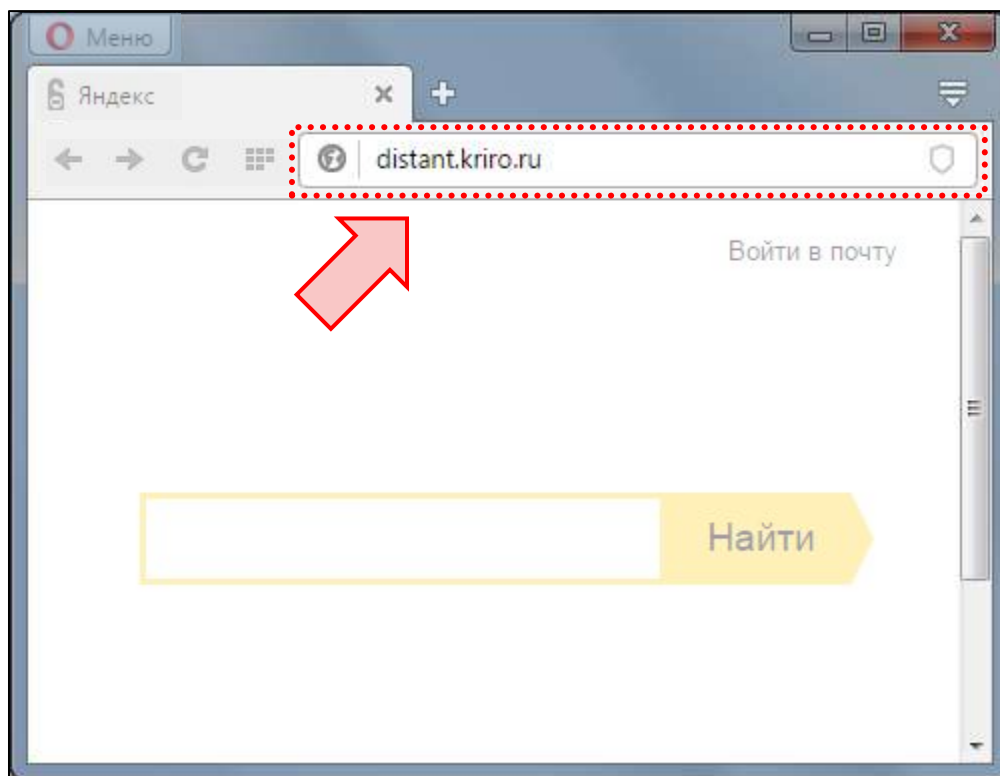 Меню
Яндекс
distant.kriro.ru
Войти в почту
Найти